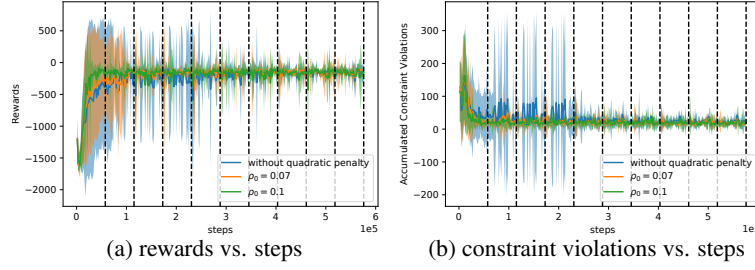 500
0
−500
−1000
−1500
−2000
Rewards
without quadratic penalty
ρ₀ = 0.07
ρ₀ = 0.1
0 1 2 3 4 5 6
steps
1e5
(a) rewards vs. steps
300
200
100
0
−100
−200
Accumulated Constraint Violations
without quadratic penalty
ρ₀ = 0.07
ρ₀ = 0.1
0 1 2 3 4 5
steps
(b) constraint violations vs. steps